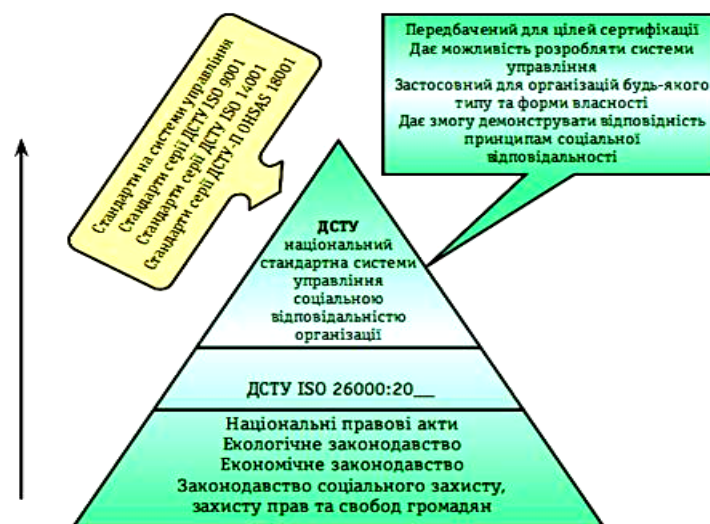 Стандарти на системи управління
Стандарти серії ДСТУ ISO 9001
Стандарти серії ДСТУ ISO 14001
Стандарти серії ДСТУ -П OHSAS 18001
Передбачений для цілей сертифікації
Дає можливість розробляти системи
управління
Застосовний для організацій будь-якого
типу та форми власності
Дає змогу демонструвати відповідність
принципам соціальної
відповідальності
ДСТУ
національний
стандартна системи
управління
соціальною
відповідальністю
організації
ДСТУ ISO 26000:20__
Національні правові акти
Екологічне законодавство
Економічне законодавство
Законодавство соціального захисту,
захисту прав та свобод громадян